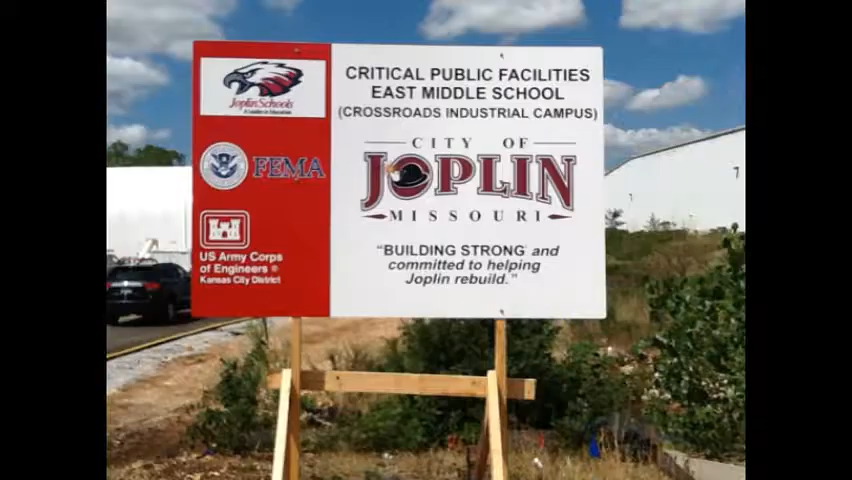 Joplin Schools
A Leader in Education
FEMA
US Army Corps
of Engineers ®
Kansas City District
CRITICAL PUBLIC FACILITIES
EAST MIDDLE SCHOOL
(CROSSROADS INDUSTRIAL CAMPUS)
CITY OF
JOPLIN
MISSOURI
“BUILDING STRONG and
committed to helping
Joplin rebuild.”